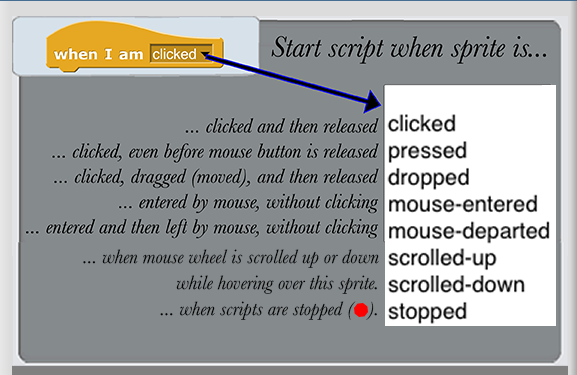 when I am clicked
Start script when sprite is...
... clicked and then released clicked
... clicked, even before mouse button is released pressed
... clicked, dragged (moved), and then released dropped
... entered by mouse, without clicking mouse-entered
... entered and then left by mouse, without clicking mouse-departed
... when mouse wheel is scrolled up or down scrolled-up
while hovering over this sprite. scrolled-down
... when scripts are stopped ( ). stopped